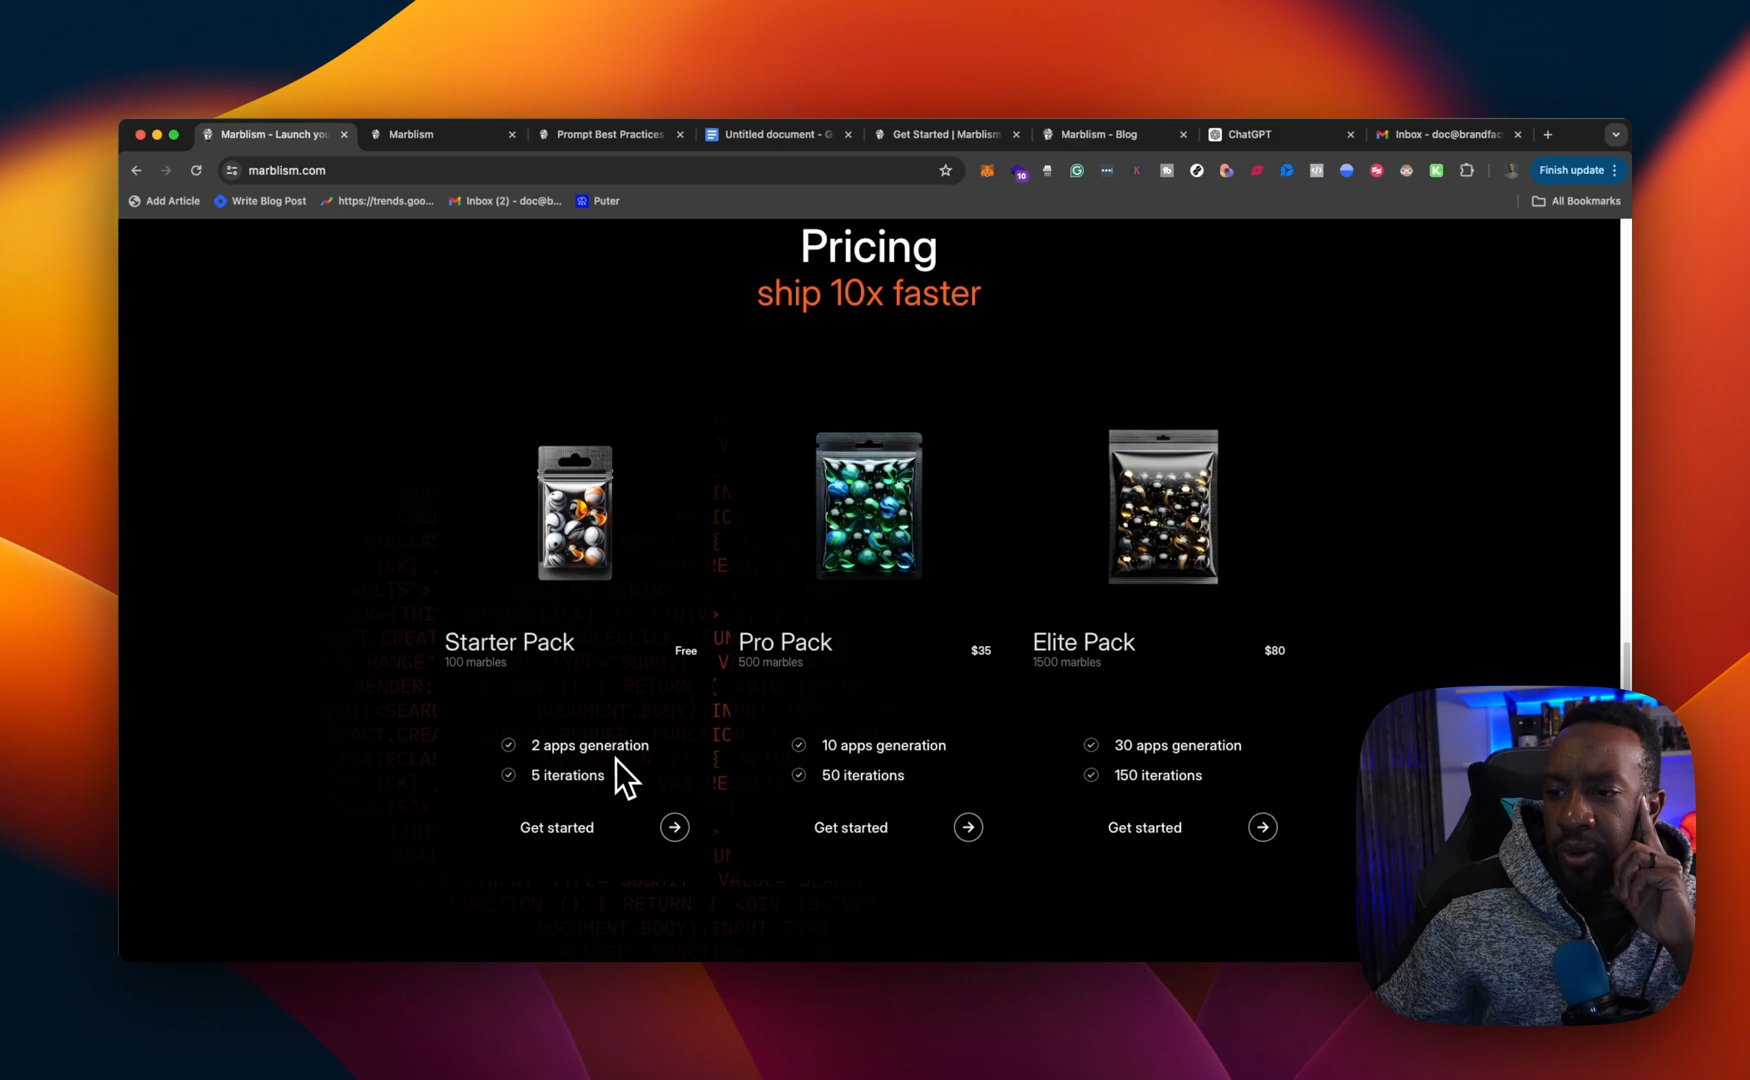 Marblism - Launch you
Marblism
Prompt Best Practices
Untitled document - G
Get Started | Marblism
Marblism - Blog
ChatGPT
Inbox - doc@brandfac
marblism.com
10
Finish update
Add Article
Write Blog Post
https://trends.goo...
Inbox (2) - doc@b...
Puter
All Bookmarks
Pricing
ship 10x faster
Starter Pack
100 marbles
Free
2 apps generation
5 iterations
Get started
Pro Pack
500 marbles
$35
10 apps generation
50 iterations
Get started
Elite Pack
1500 marbles
$80
30 apps generation
150 iterations
Get started